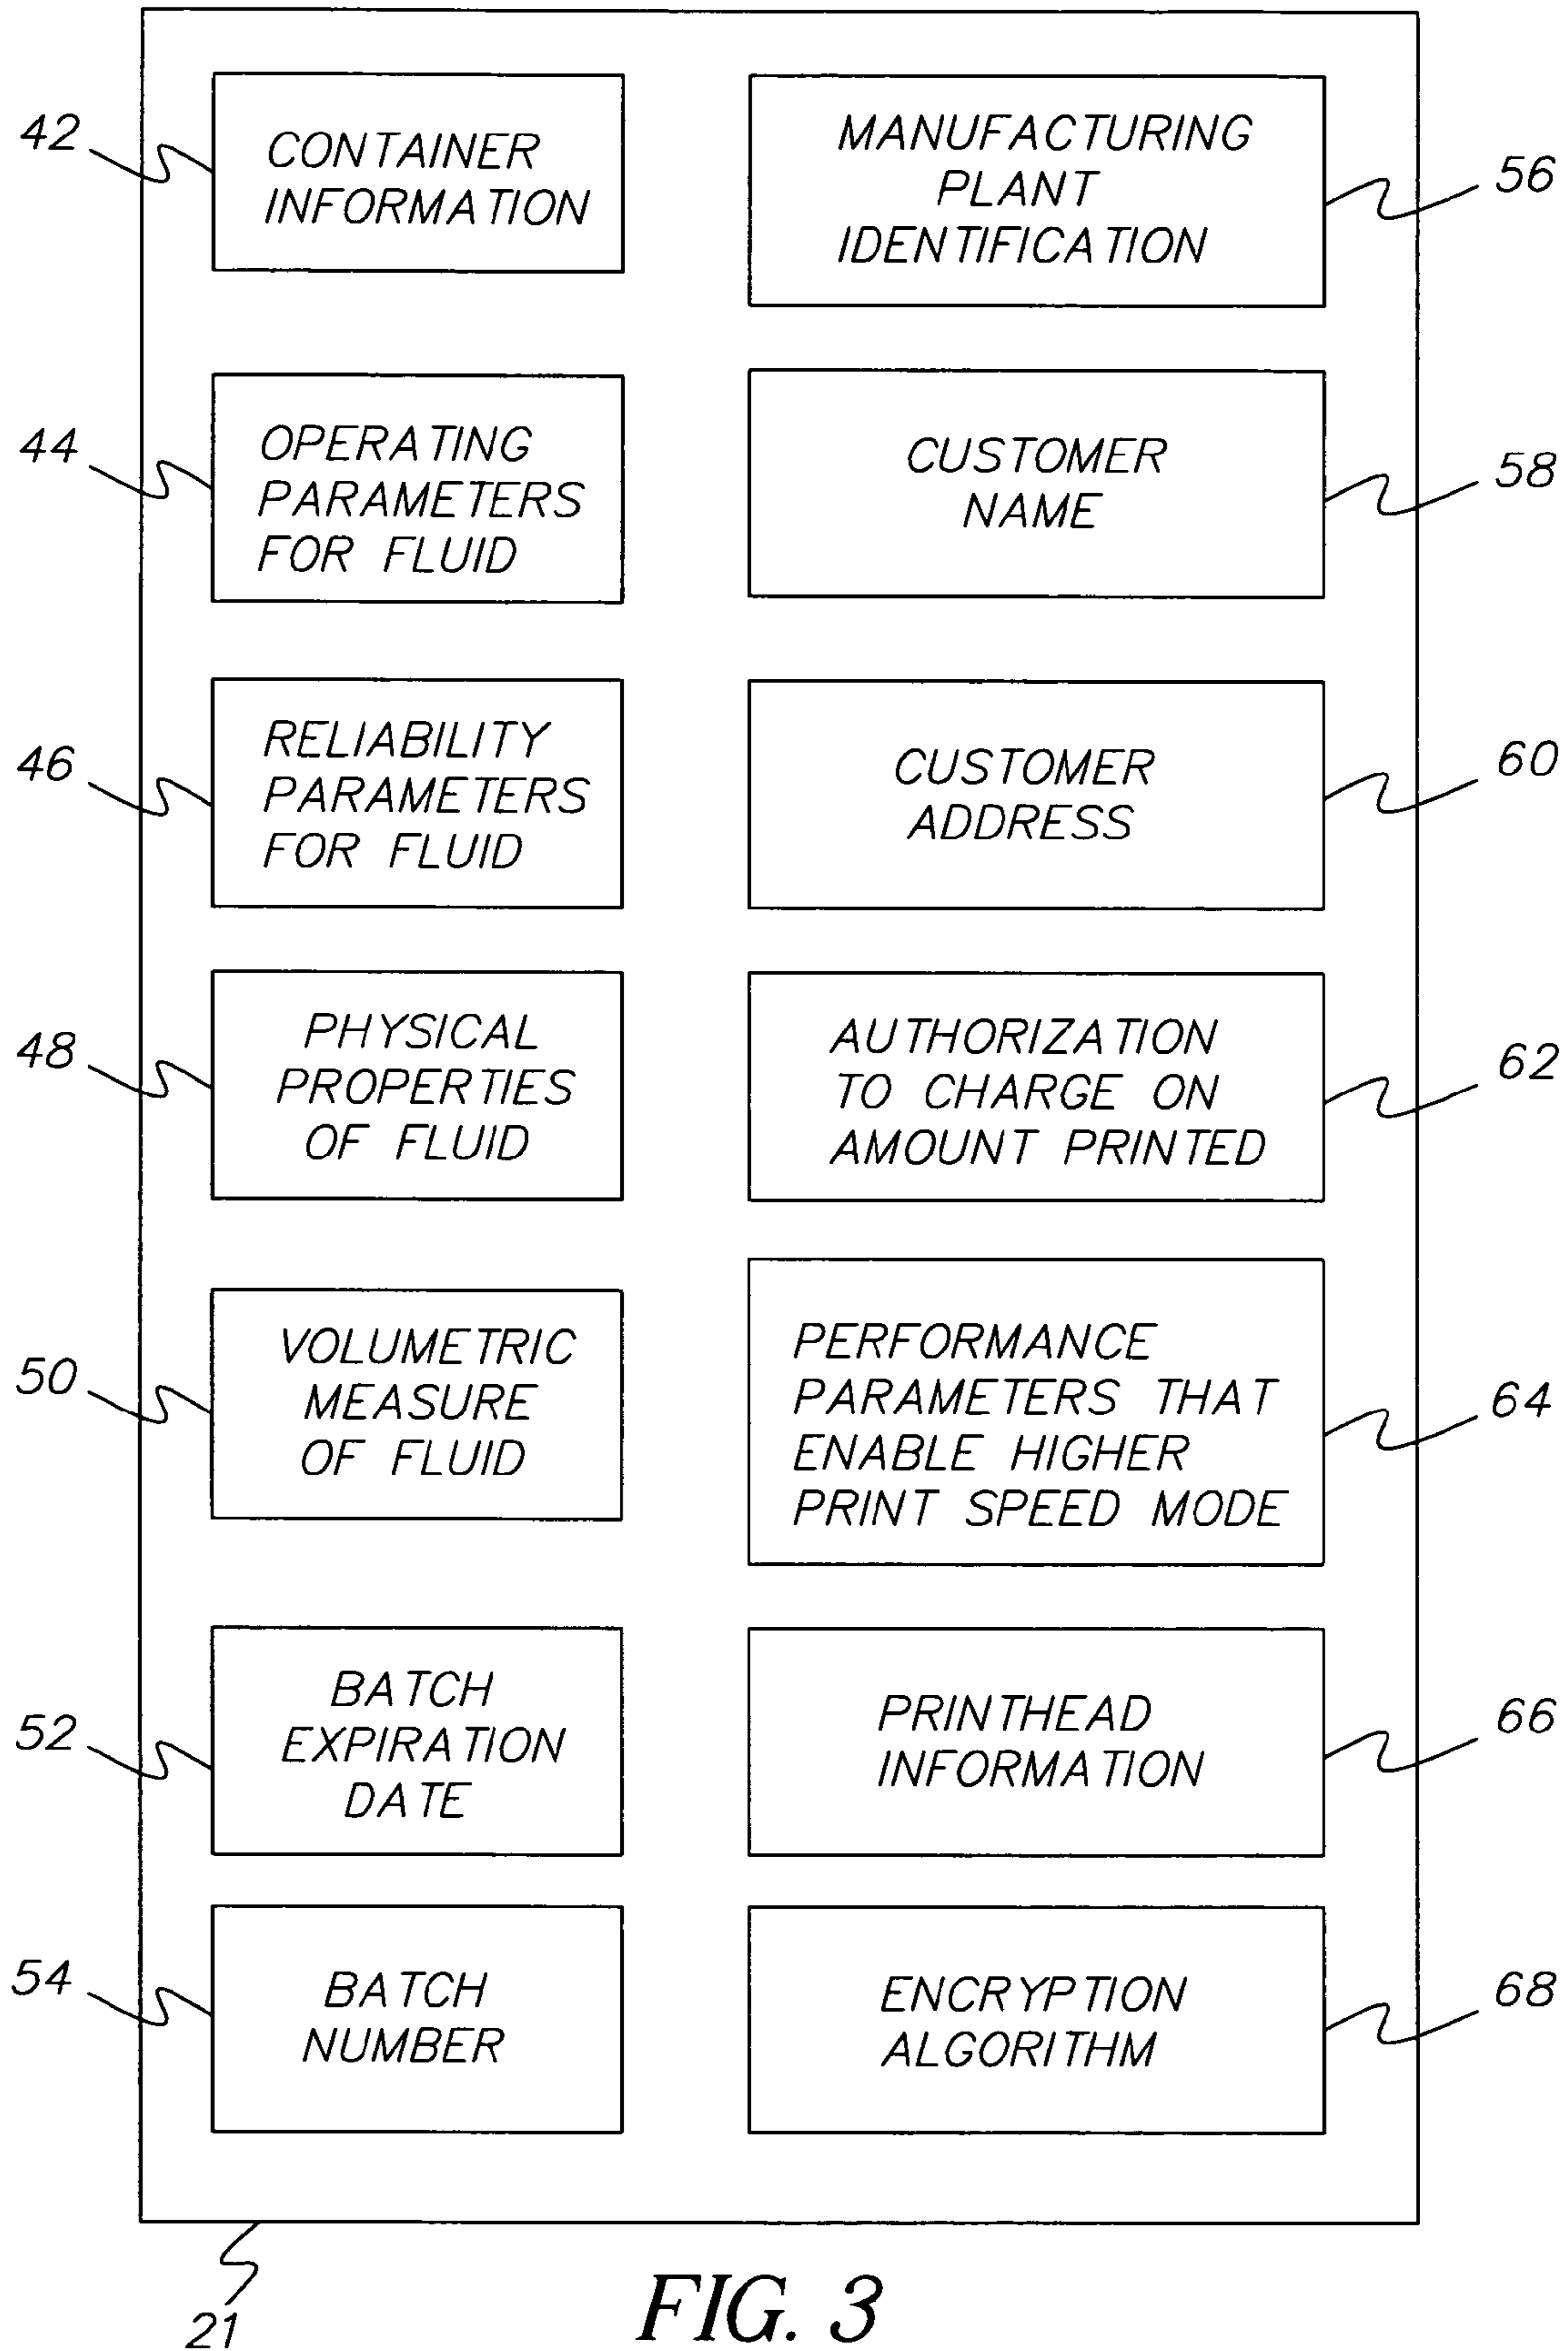 42
CONTAINER
INFORMATION
44
OPERATING
PARAMETERS
FOR FLUID
46
RELIABILITY
PARAMETERS
FOR FLUID
48
PHYSICAL
PROPERTIES
OF FLUID
50
VOLUMETRIC
MEASURE
OF FLUID
52
BATCH
EXPIRATION
DATE
54
BATCH
NUMBER
MANUFACTURING
PLANT
IDENTIFICATION
56
CUSTOMER
NAME
58
CUSTOMER
ADDRESS
60
AUTHORIZATION
TO CHARGE ON
AMOUNT PRINTED
62
PERFORMANCE
PARAMETERS THAT
ENABLE HIGHER
PRINT SPEED MODE
64
PRINTHEAD
INFORMATION
66
ENCRYPTION
ALGORITHM
68
21
FIG. 3